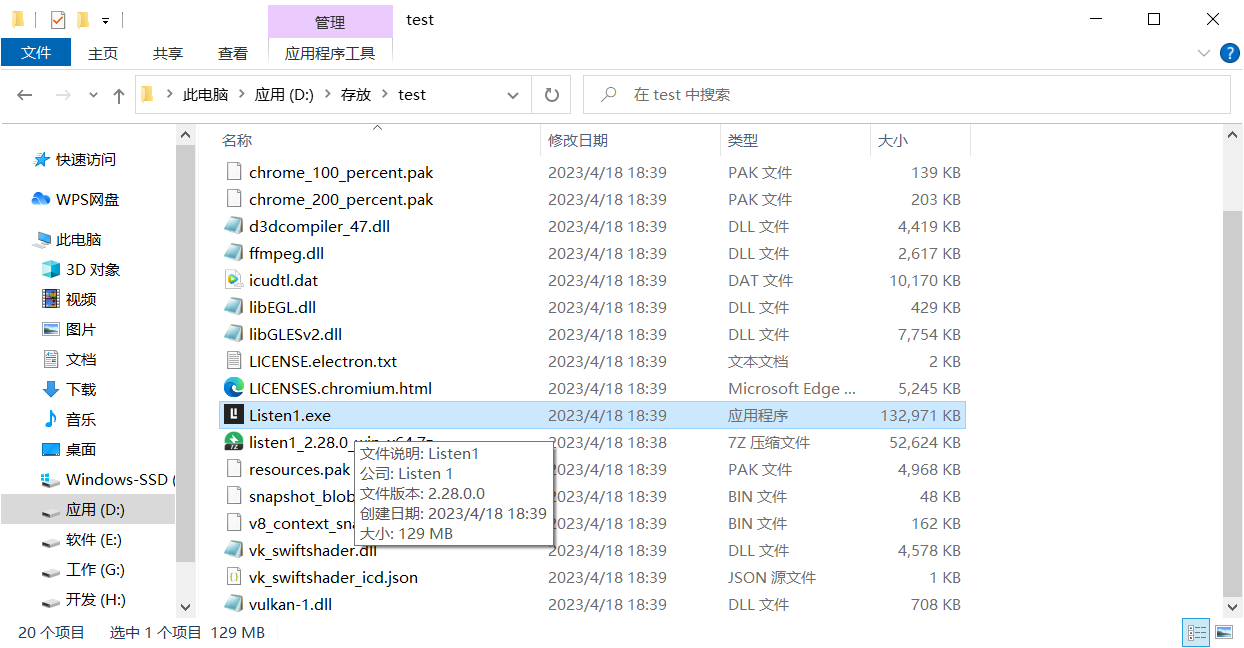 管理
test
文件
主页
共享
查看
应用程序工具
此电脑
应用 (D:)
存放
test
在 test 中搜索
快速访问
WPS网盘
此电脑
3D 对象
视频
图片
文档
下载
音乐
桌面
Windows-SSD (
应用 (D:)
软件 (E:)
工作 (G:)
开发 (H:)
名称 修改日期 类型 大小
chrome_100_percent.pak 2023/4/18 18:39 PAK 文件 139 KB
chrome_200_percent.pak 2023/4/18 18:39 PAK 文件 203 KB
d3dcompiler_47.dll 2023/4/18 18:39 DLL 文件 4,419 KB
ffmpeg.dll 2023/4/18 18:39 DLL 文件 2,617 KB
icudtl.dat 2023/4/18 18:39 DAT 文件 10,170 KB
libEGL.dll 2023/4/18 18:39 DLL 文件 429 KB
libGLESv2.dll 2023/4/18 18:39 DLL 文件 7,754 KB
LICENSE.electron.txt 2023/4/18 18:39 文本文档 2 KB
LICENSES.chromium.html 2023/4/18 18:39 Microsoft Edge ... 5,245 KB
Listen1.exe 2023/4/18 18:39 应用程序 132,971 KB
listen1_2.28.0_win_x64.7z 2023/4/18 18:38 7Z 压缩文件 52,624 KB
resources.pak 2023/4/18 18:39 PAK 文件 4,968 KB
snapshot_blob 2023/4/18 18:39 BIN 文件 48 KB
v8_context_sna 2023/4/18 18:39 BIN 文件 162 KB
vk_swiftshader.dll 2023/4/18 18:39 DLL 文件 4,578 KB
vk_swiftshader_icd.json 2023/4/18 18:39 JSON 源文件 1 KB
vulkan-1.dll 2023/4/18 18:39 DLL 文件 708 KB
文件说明: Listen1
公司: Listen 1
文件版本: 2.28.0.0
创建日期: 2023/4/18 18:39
大小: 129 MB
20 个项目 选中 1 个项目 129 MB